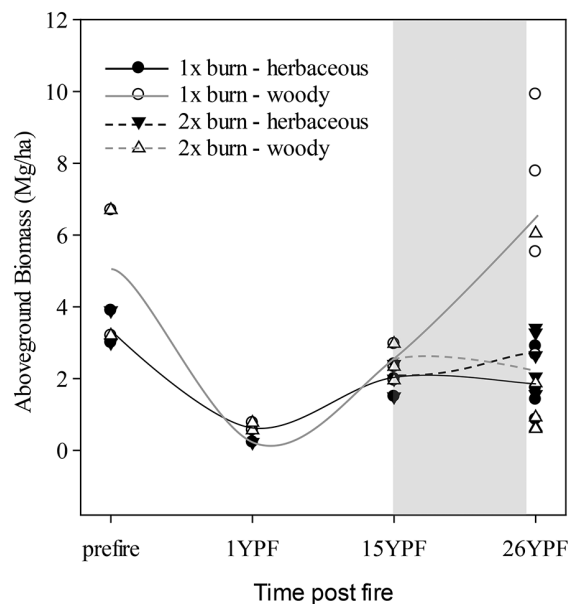 12
10
8
6
4
2
0
Aboveground Biomass (Mg/ha)
1x burn - herbaceous
1x burn - woody
2x burn - herbaceous
2x burn - woody
prefire 1YPF 15YPF 26YPF
Time post fire